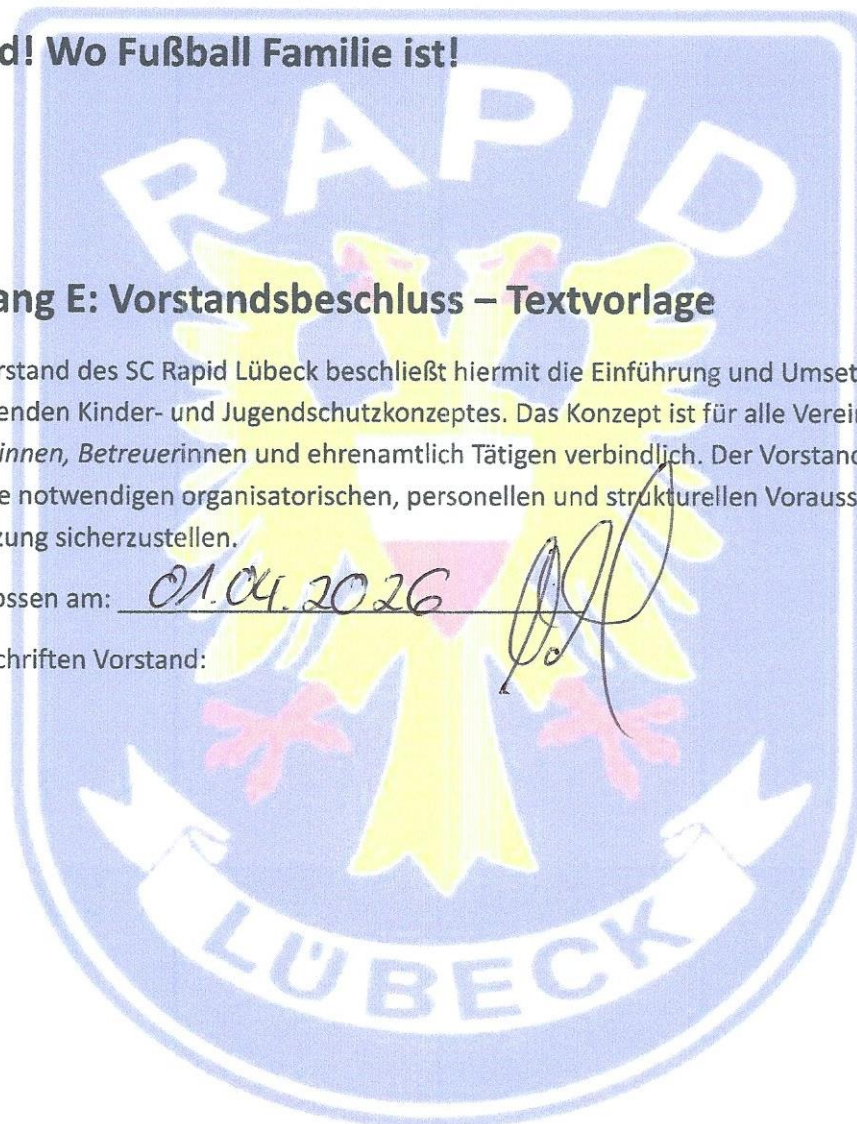 d! Wo Fußball Familie ist!
RAPID
ang E: Vorstandsbeschluss – Textvorlage
rstand des SC Rapid Lübeck beschließt hiermit die Einführung und Umset
enden Kinder- und Jugendschutzkonzeptes. Das Konzept ist für alle Verein
innen, Betreuerinnen und ehrenamtlich Tätigen verbindlich. Der Vorstand
e notwendigen organisatorischen, personellen und strukturellen Vorauss
zung sicherzustellen.
ossen am: 01.04.2026
chriften Vorstand:
LÜBECK